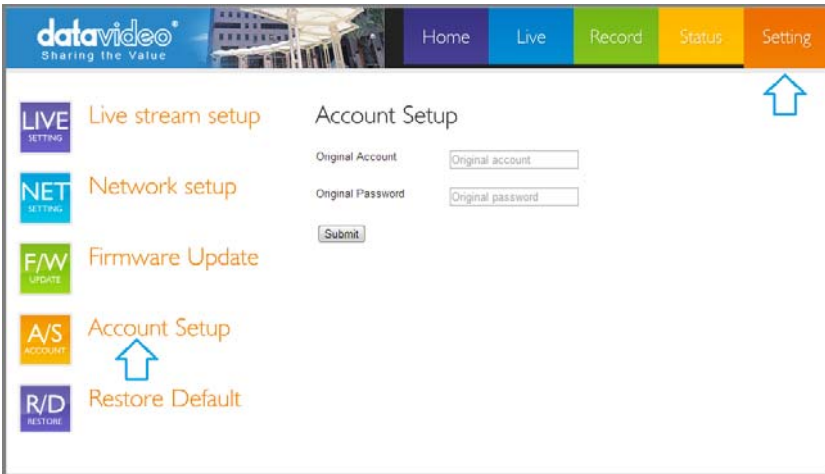 datavideo®
Sharing the Value
Home
Live
Record
Status
Setting
LIVE
SETTING
Live stream setup
NET
SETTING
Network setup
F/W
UPDATE
Firmware Update
A/S
ACCOUNT
Account Setup
R/D
RESTORE
Restore Default
Account Setup
Original Account
Original account
Original Password
Original password
Submit